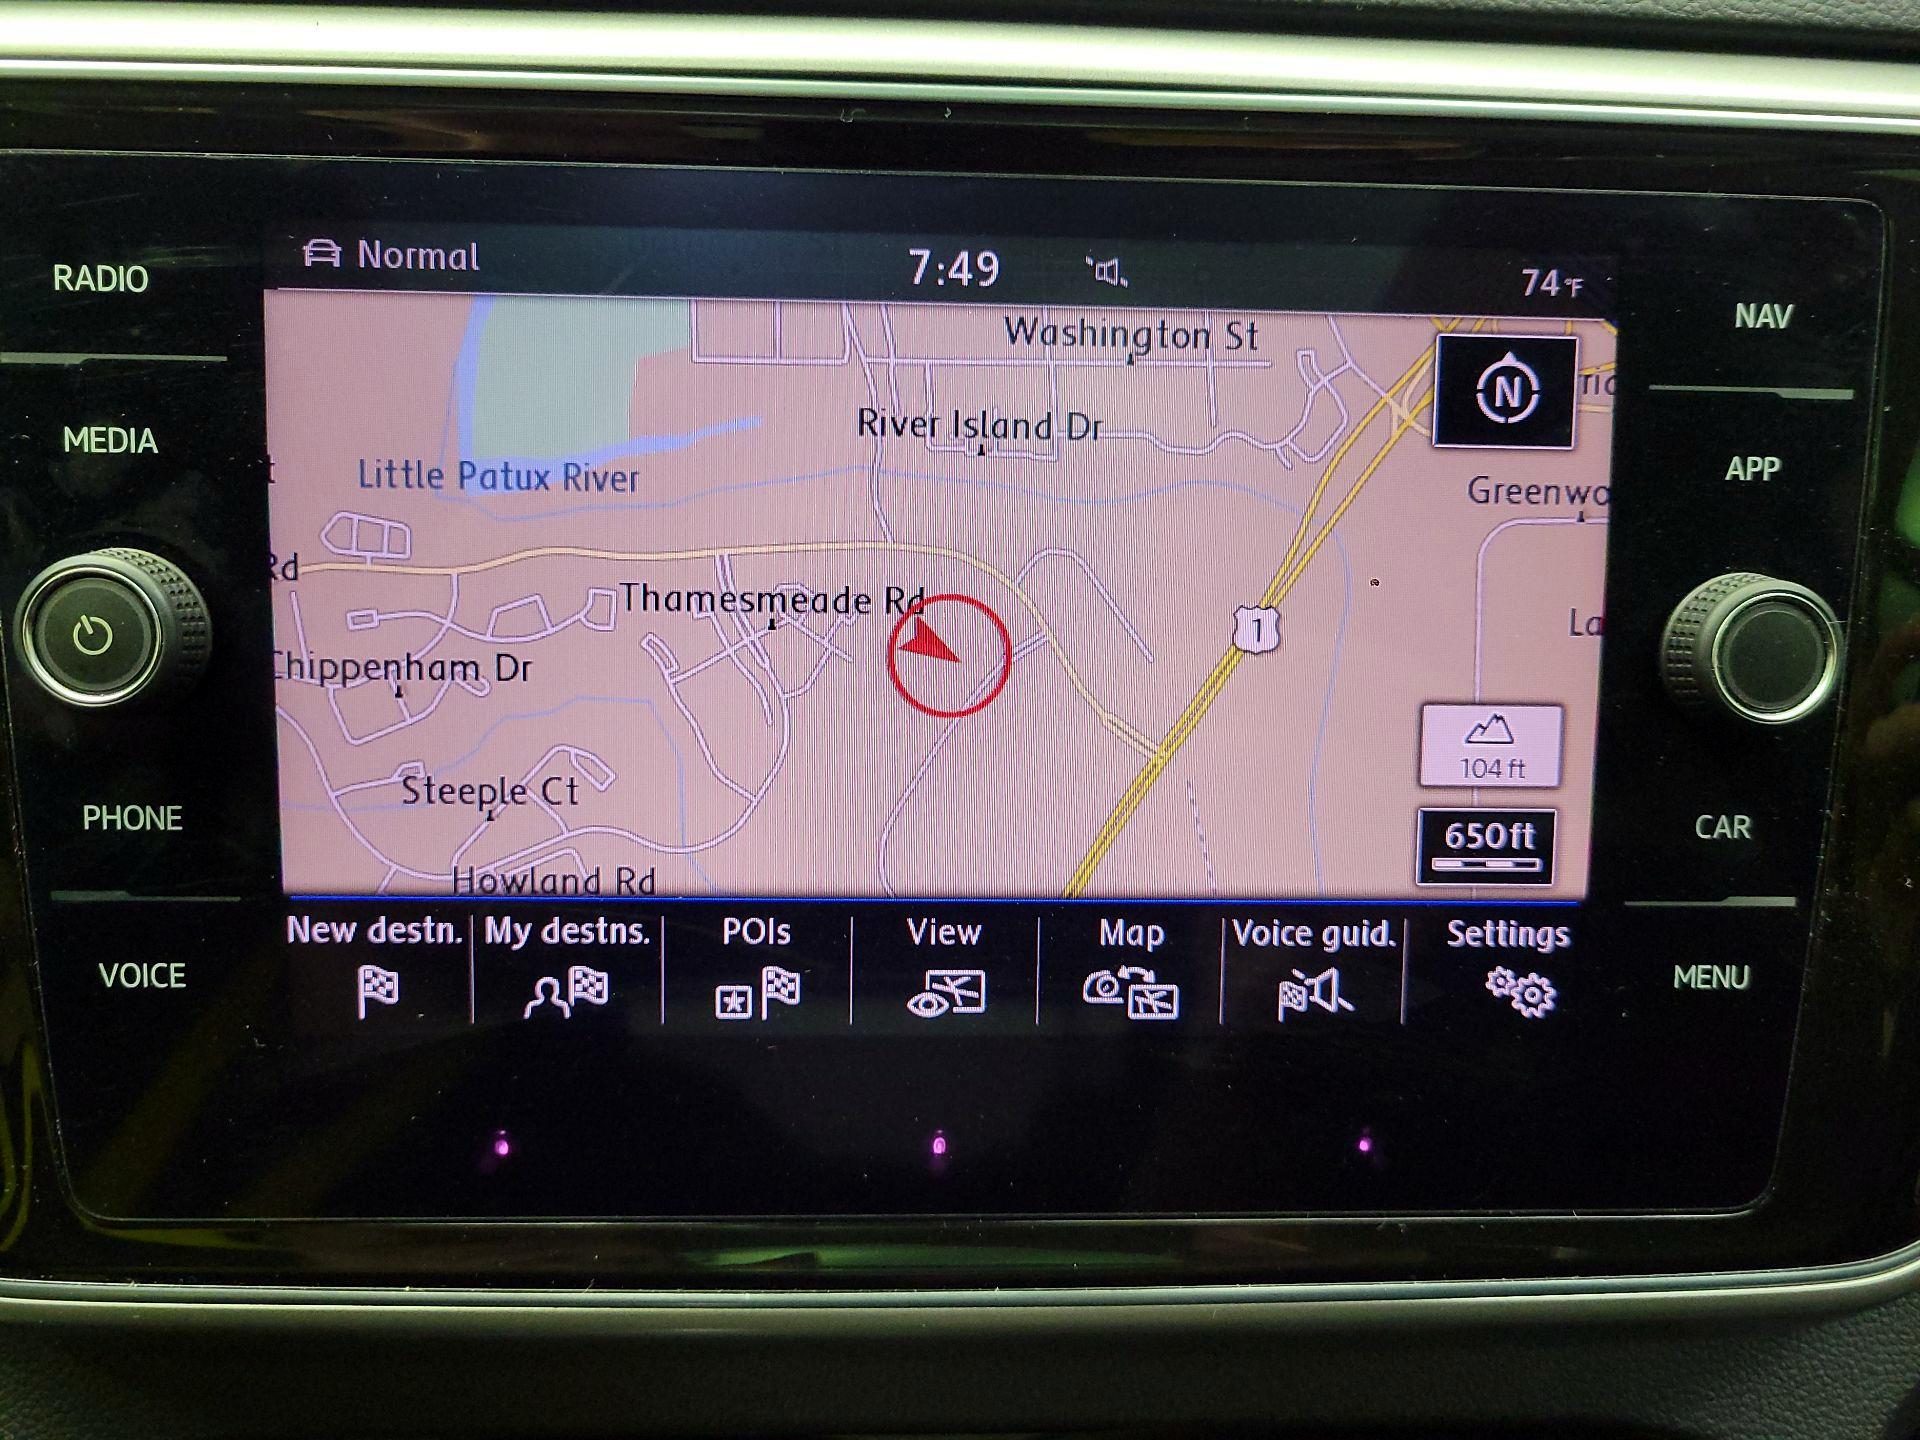 RADIO
MEDIA
PHONE
VOICE
Normal
7:49
74°F
Washington St
N
River Island Dr
Little Patux River
Greenwo
Rd
Thamesmeade Rd
1
La
Chippenham Dr
104 ft
Steeple Ct
650ft
Howland Rd
New destn.
My destns.
POIs
View
Map
Voice guid.
Settings
NAV
APP
CAR
MENU